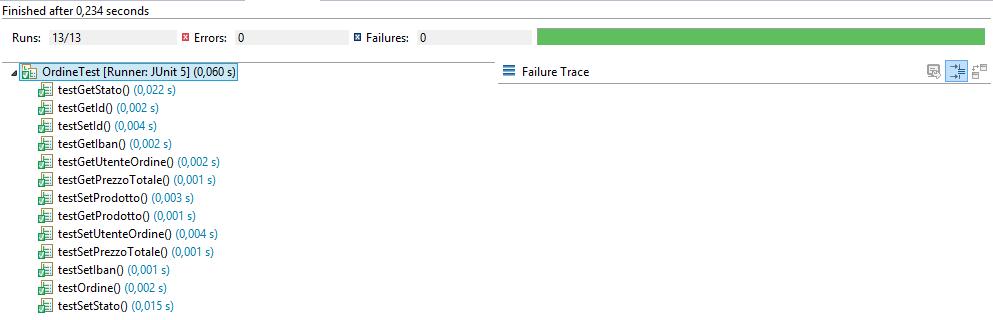 Finished after 0,234 seconds
Runs: 13/13 Errors: 0 Failures: 0
OrdineTest [Runner: JUnit 5] (0,060 s)
Failure Trace
testGetStato() (0,022 s)
testGetId() (0,002 s)
testSetId() (0,004 s)
testGetIban() (0,002 s)
testGetUtenteOrdine() (0,002 s)
testGetPrezzoTotale() (0,001 s)
testSetProdotto() (0,003 s)
testGetProdotto() (0,001 s)
testSetUtenteOrdine() (0,004 s)
testSetPrezzoTotale() (0,001 s)
testSetIban() (0,001 s)
testOrdine() (0,002 s)
testSetStato() (0,015 s)